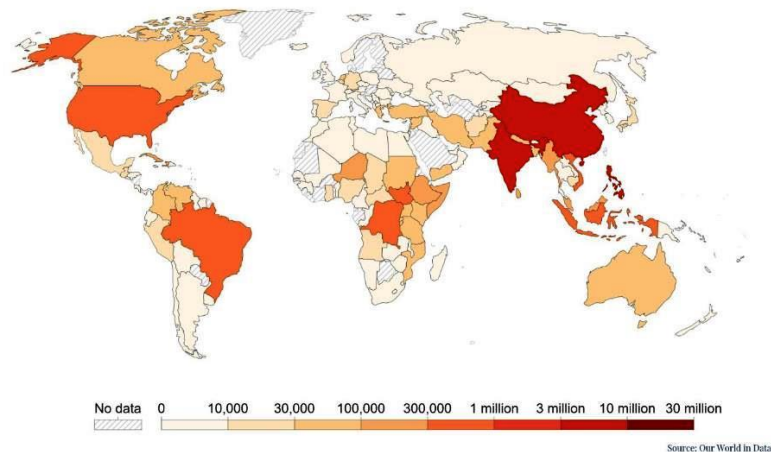 No data 0 10,000 30,000 100,000 300,000 1 million 3 million 10 million 30 million
Source: Our World in Data